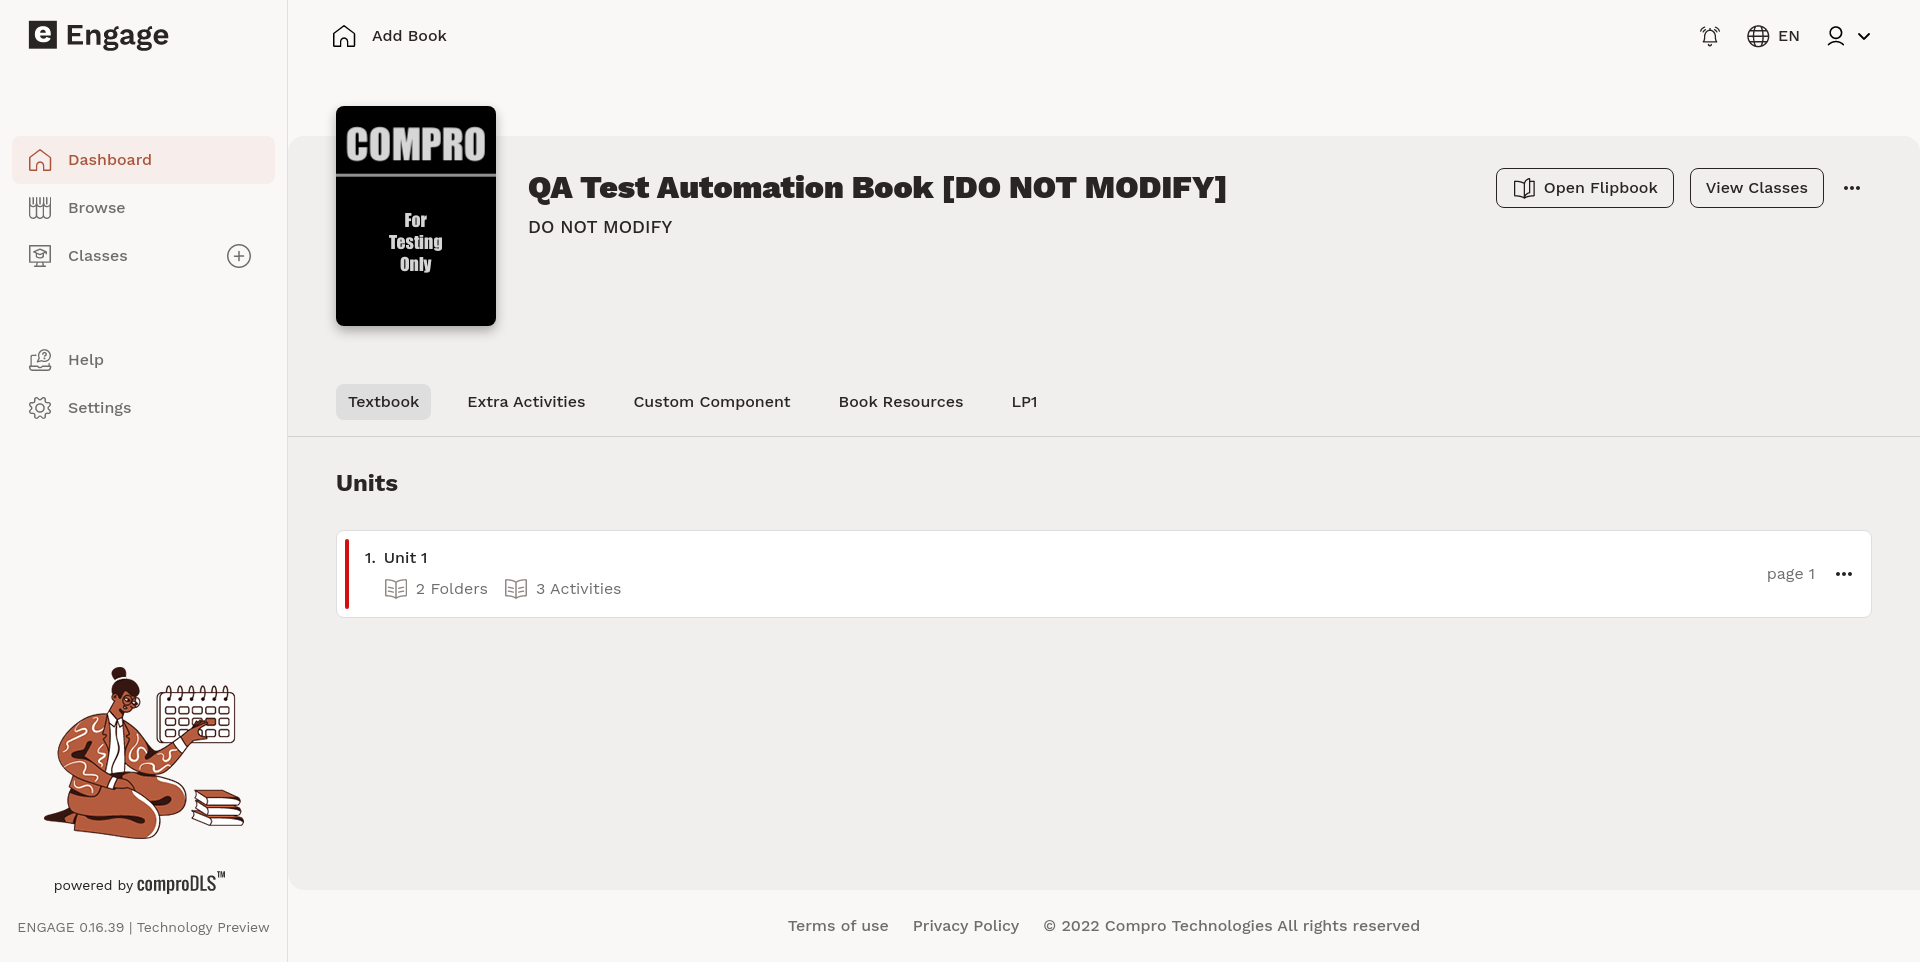 e Engage
Add Book
EN
Dashboard
Browse
Classes
Help
Settings
COMPRO
For
Testing
Only
QA Test Automation Book [DO NOT MODIFY]
DO NOT MODIFY
Open Flipbook
View Classes
Textbook
Extra Activities
Custom Component
Book Resources
LP1
Units
1. Unit 1
2 Folders
3 Activities
page 1
powered by comproDLS™
ENGAGE 0.16.39 | Technology Preview
Terms of use
Privacy Policy
© 2022 Compro Technologies All rights reserved